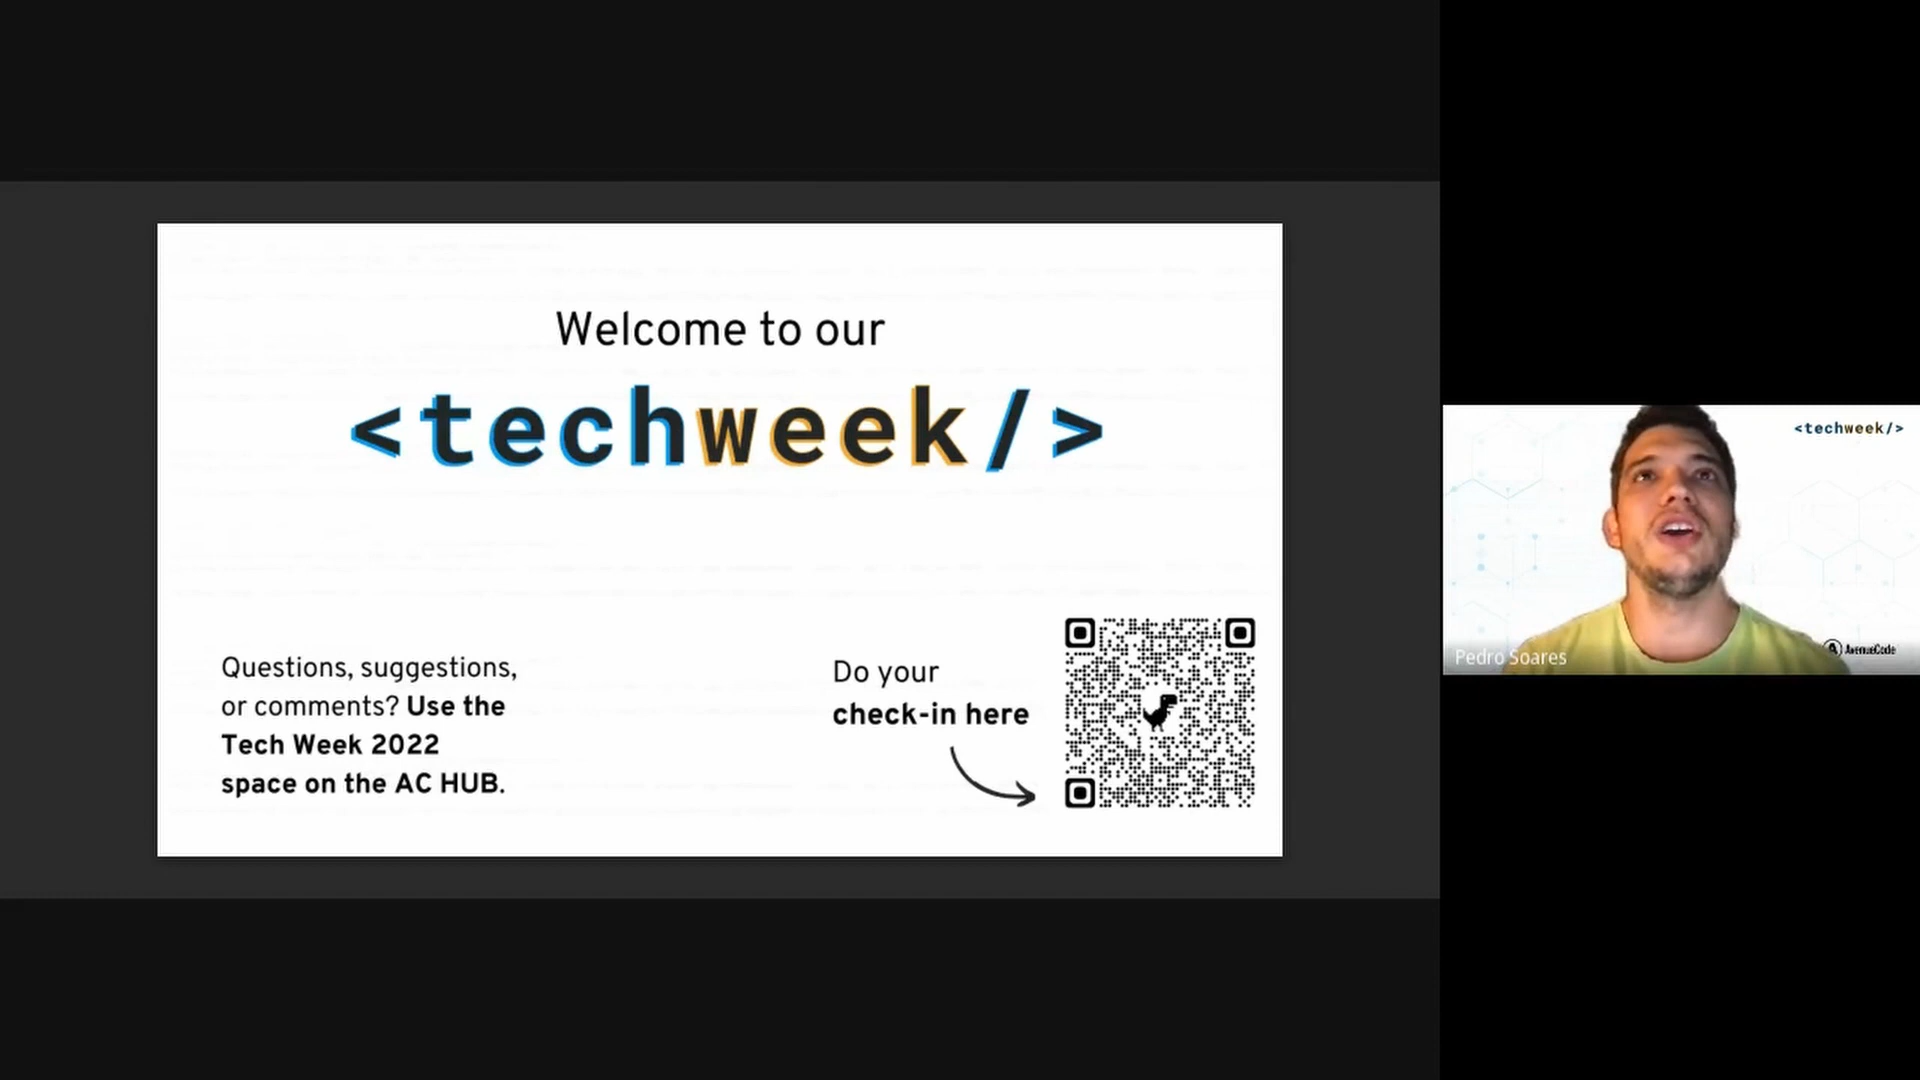 Welcome to our
<techweek/>
Questions, suggestions,
or comments? Use the
Tech Week 2022
space on the AC HUB.
Do your
check-in here
<techweek/>
Pedro Soares
AvenueCode